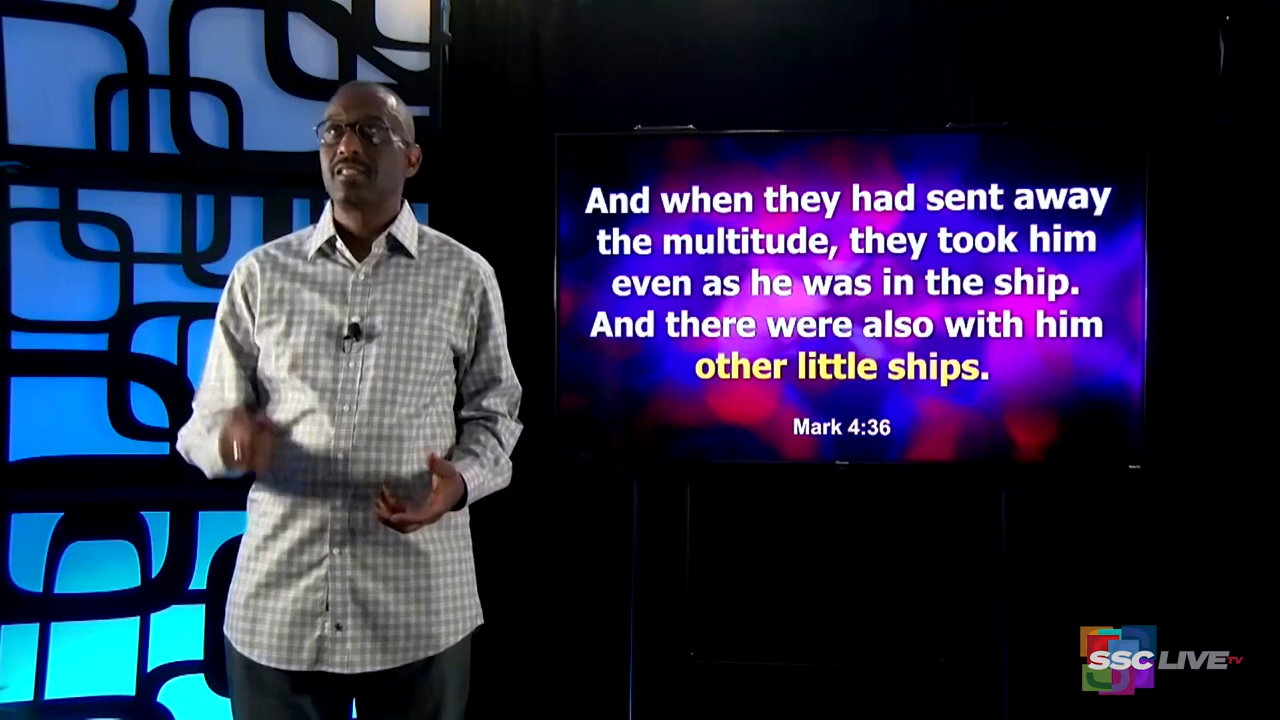 And when they had sent away
the multitude, they took him
even as he was in the ship.
And there were also with him
other little ships.
Mark 4:36
SSC LIVE TV